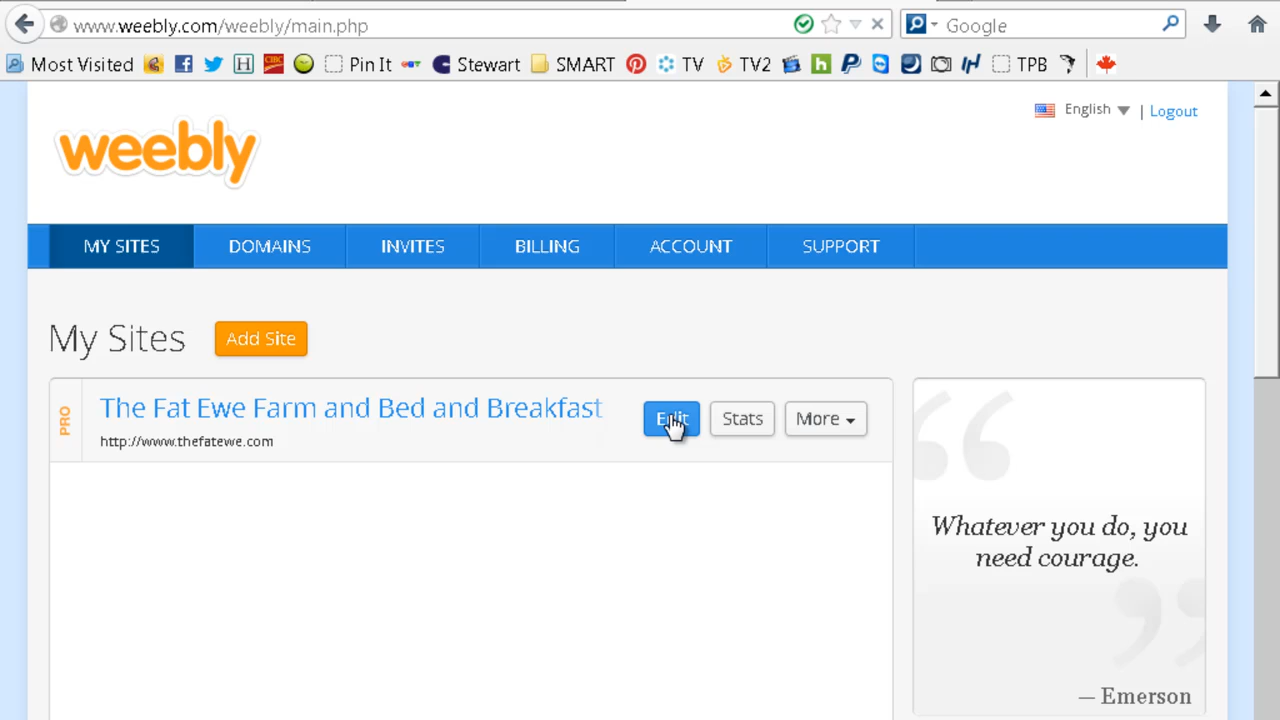 www.weebly.com/weebly/main.php
Google
Most Visited
H
CBC
Pin It
Stewart
SMART
TV
TV2
h
TPB
weebly
English
| Logout
MY SITES
DOMAINS
INVITES
BILLING
ACCOUNT
SUPPORT
My Sites
Add Site
PRO
The Fat Ewe Farm and Bed and Breakfast
http://www.thefatewe.com
Edit
Stats
More
“
Whatever you do, you
need courage.
”
— Emerson